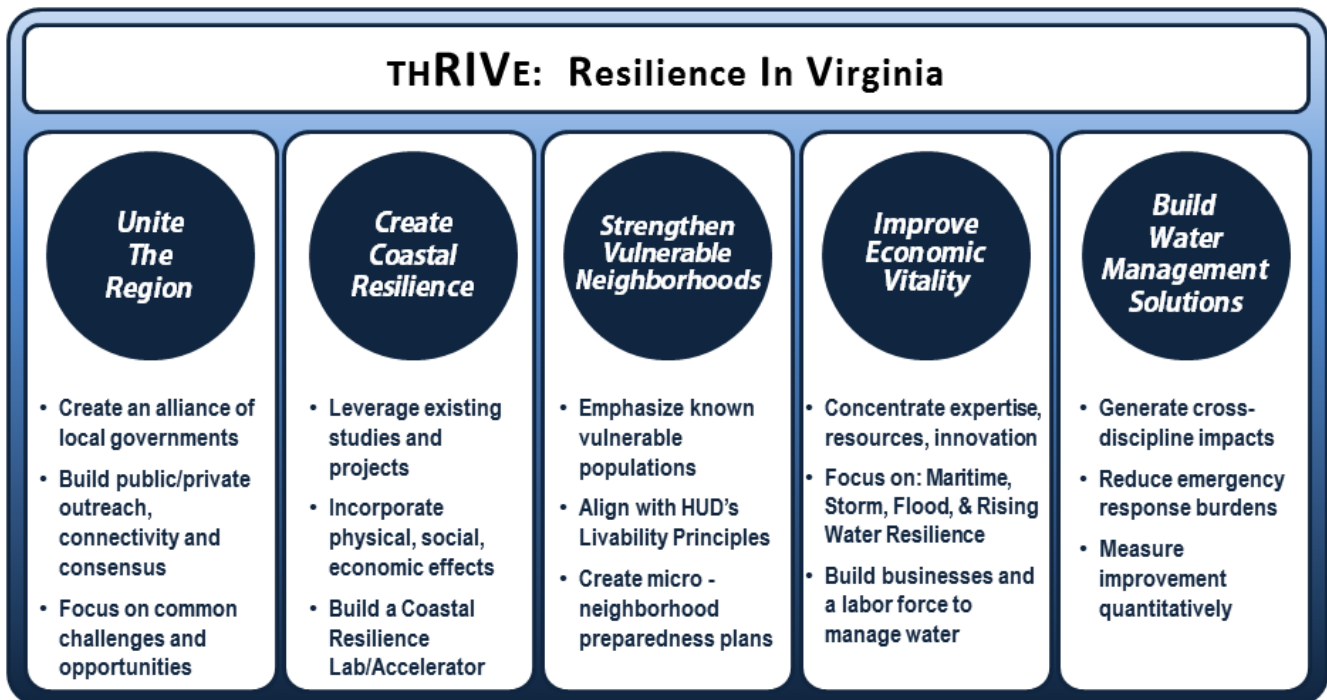 THRIVE: Resilience In Virginia
Unite
The
Region
• Create an alliance of
local governments
• Build public/private
outreach,
connectivity and
consensus
• Focus on common
challenges and
opportunities
Create
Coastal
Resilience
• Leverage existing
studies and
projects
• Incorporate
physical, social,
economic effects
• Build a Coastal
Resilience
Lab/Accelerator
Strengthen
Vulnerable
Neighborhoods
• Emphasize known
vulnerable
populations
• Align with HUD's
Livability Principles
• Create micro -
neighborhood
preparedness plans
Improve
Economic
Vitality
• Concentrate expertise,
resources, innovation
• Focus on: Maritime,
Storm, Flood, & Rising
Water Resilience
• Build businesses and
a labor force to
manage water
Build
Water
Management
Solutions
• Generate cross-
discipline impacts
• Reduce emergency
response burdens
• Measure
improvement
quantitatively